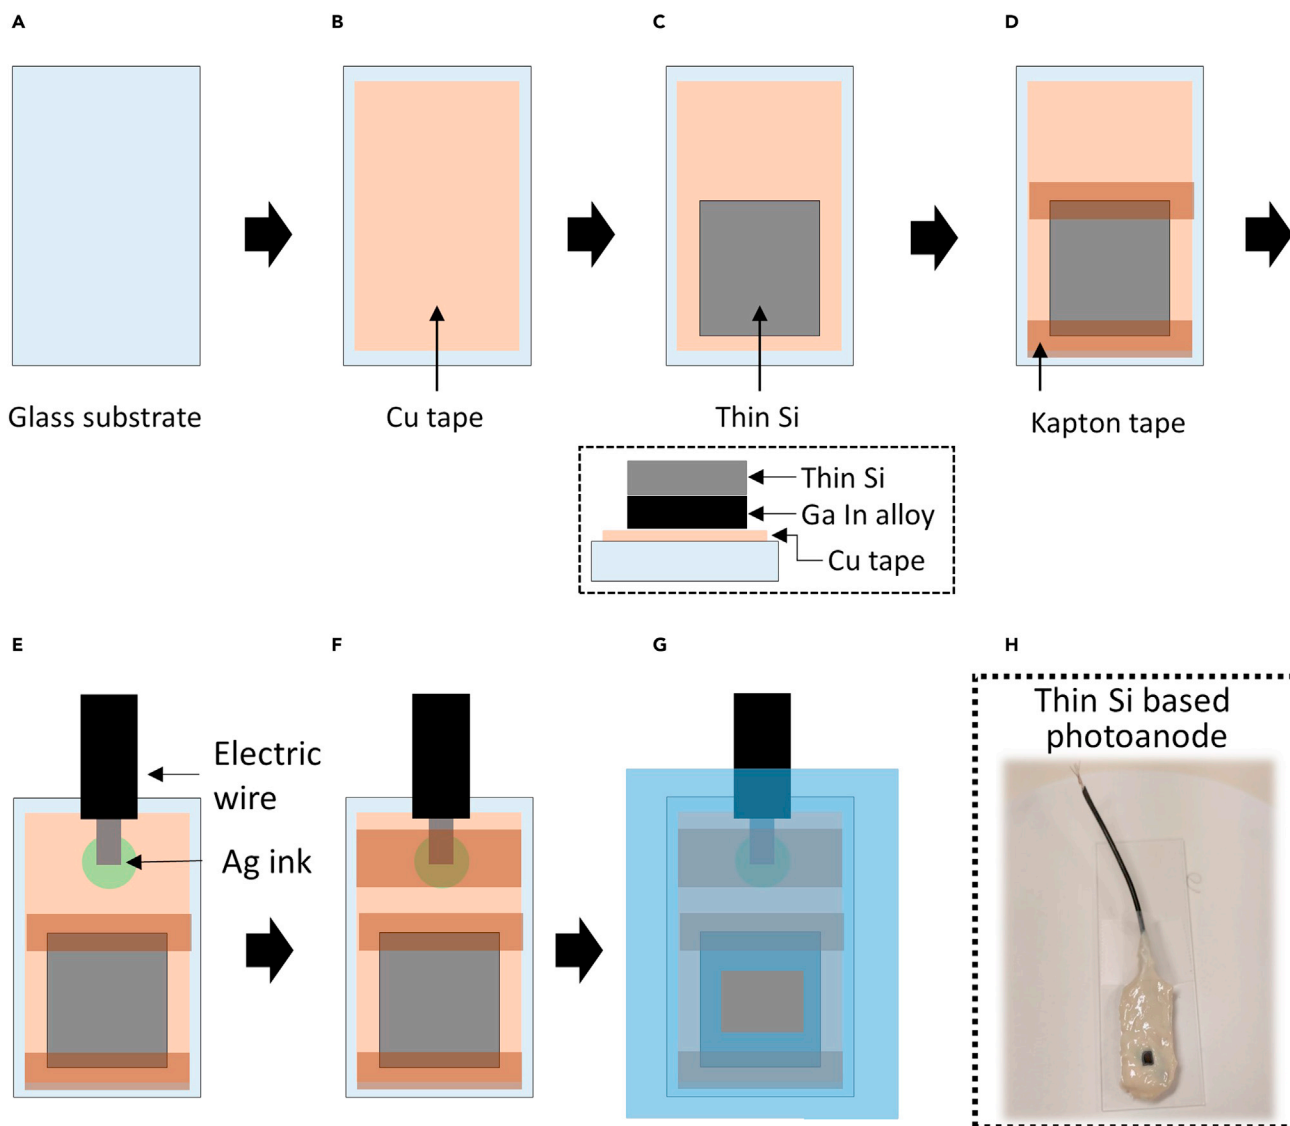 A
B
C
D
Glass substrate
Cu tape
Thin Si
Kapton tape
Thin Si
Ga In alloy
Cu tape
E
F
G
H
Electric
wire
Ag ink
Thin Si based
photoanode